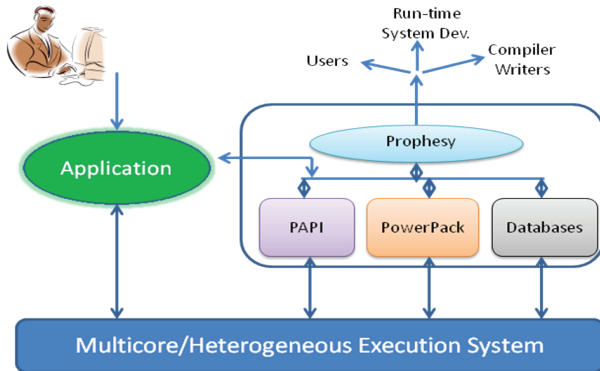 Run-time
System Dev.
Users
Compiler
Writers
Prophesy
Application
PAPI
PowerPack
Databases
Multicore/Heterogeneous Execution System